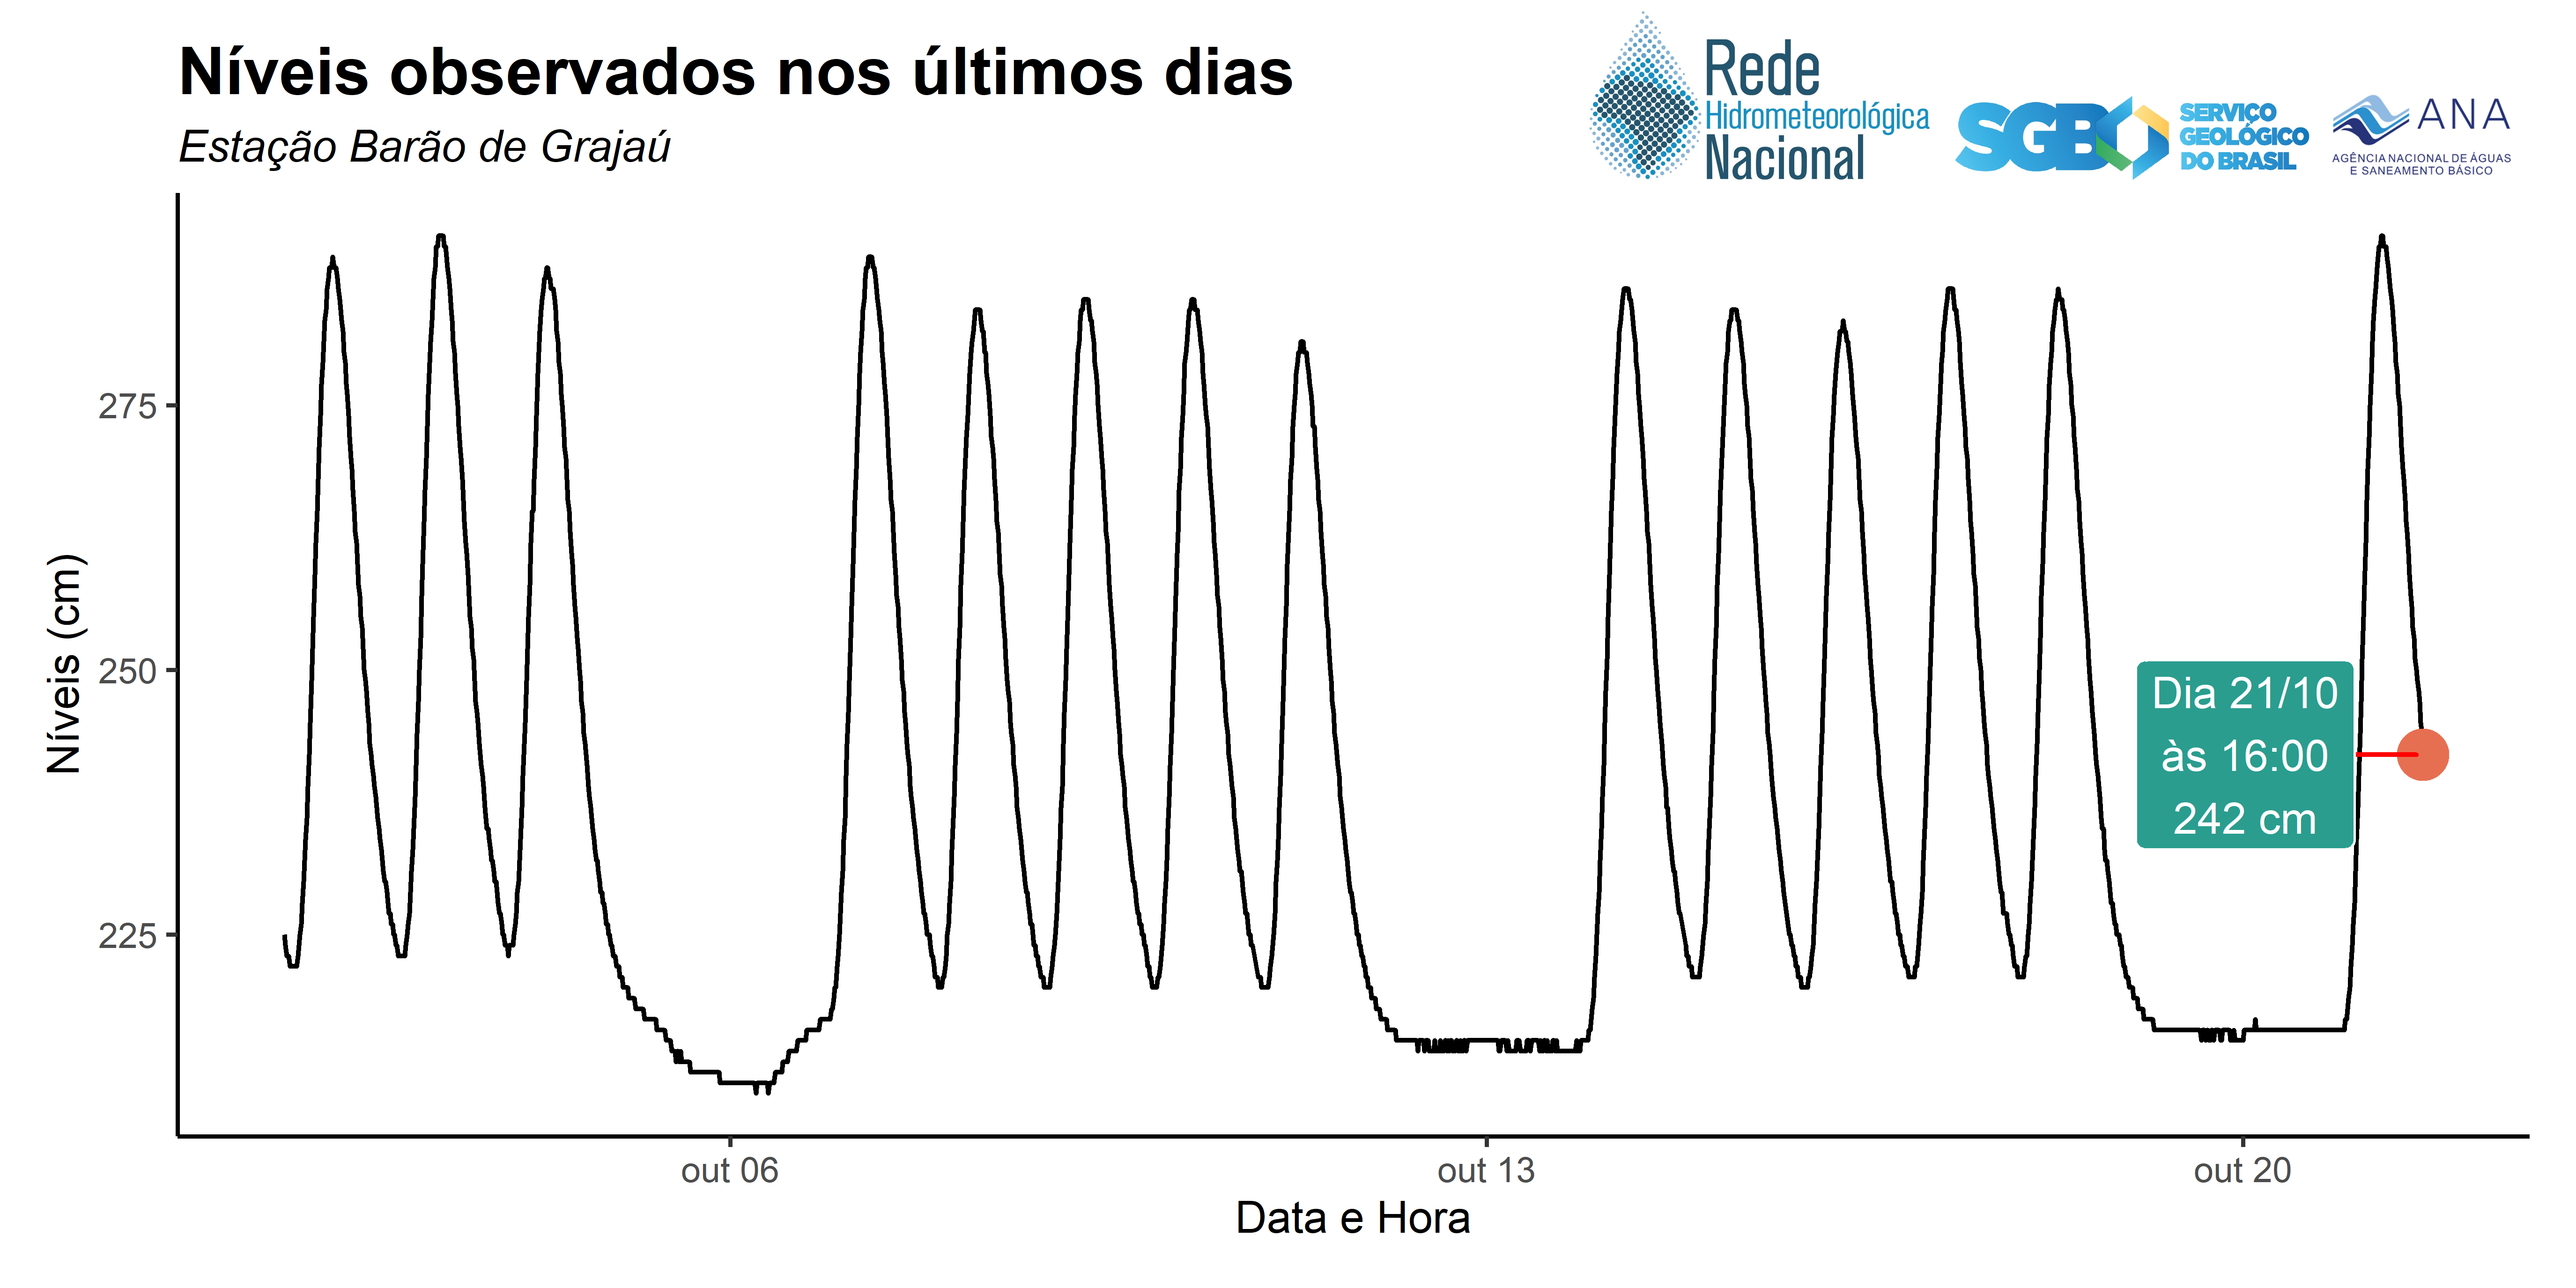 Níveis observados nos últimos dias
Estação Barão de Grajaú
Rede
Hidrometeorológica
Nacional
SGB
SERVIÇO
GEOLÓGICO
DO BRASIL
ANA
AGÊNCIA NACIONAL DE ÁGUAS
E SANEAMENTO BÁSICO
Níveis (cm)
275
250
225
Dia 21/10
às 16:00
242 cm
out 06
out 13
out 20
Data e Hora